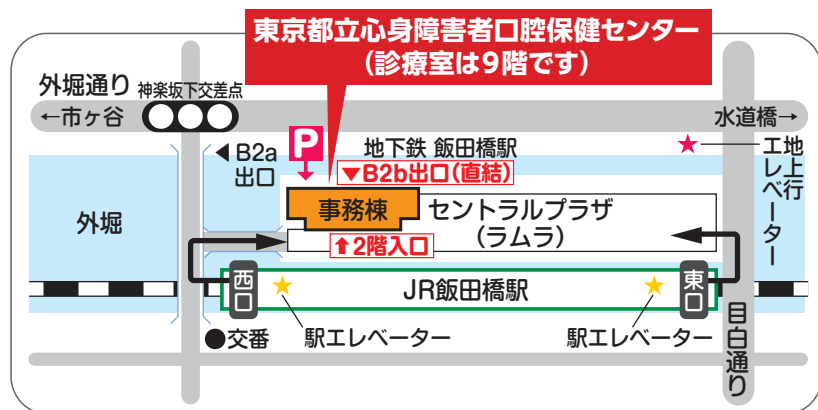 東京都立心身障害者口腔保健センター
(診療室は9階です)
外堀通り
神楽坂下交差点
←市ヶ谷
水道橋→
◀B2a
出口
P
地下鉄 飯田橋駅
▼B2b出口(直結)
★
地上行
エレベーター
外堀
事務棟
セントラルプラザ
(ラムラ)
⬆2階入口
西口
★
JR飯田橋駅
★
東口
●交番
駅エレベーター
駅エレベーター
目白通り